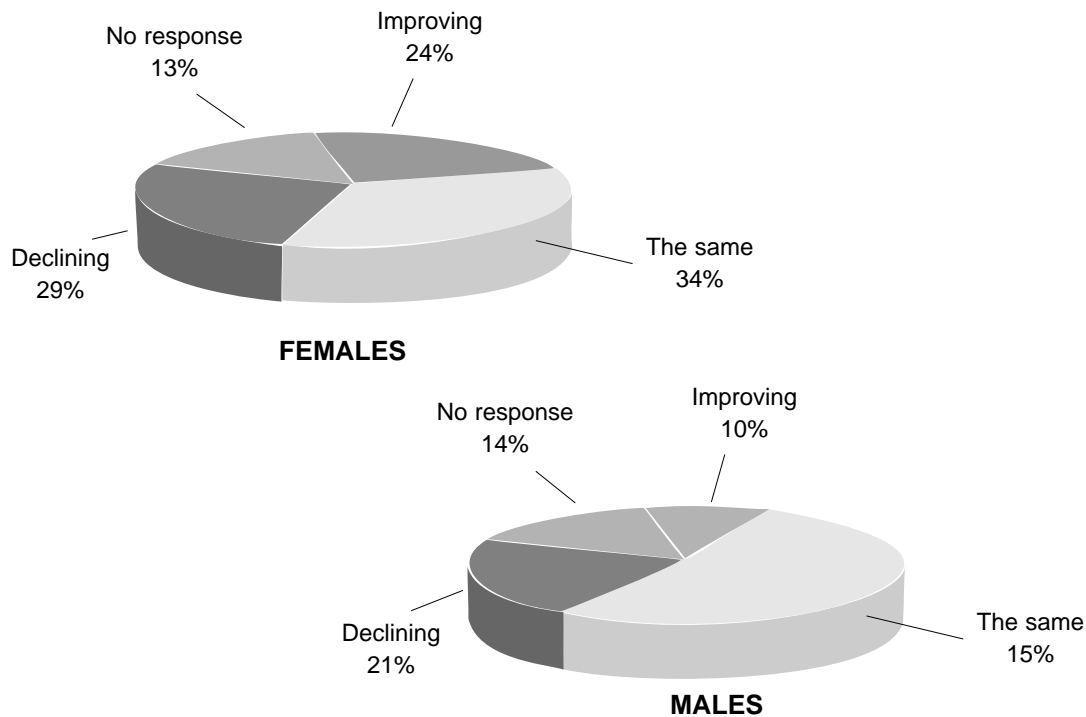 Improving
24%
No response
13%
The same
34%
Declining
29%
FEMALES
Improving
10%
No response
14%
The same
15%
Declining
21%
MALES